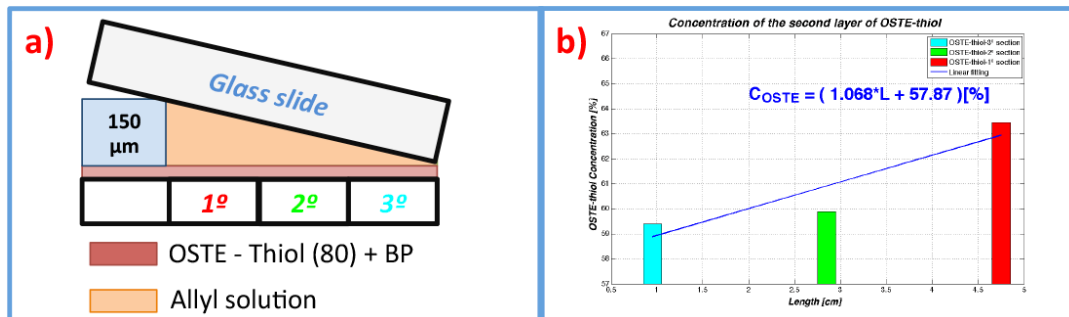 a)
Glass slide
150
µm
1º 2º 3º
OSTE - Thiol (80) + BP
Allyl solution
b)
Concentration of the second layer of OSTE-thiol
OSTE-thiol-3º section
OSTE-thiol-2º section
OSTE-thiol-1º section
Linear fitting
C_OSTE = ( 1.068*L + 57.87 )[%]
OSTE-thiol Concentration [%]
67
66
65
64
63
62
61
60
59
58
57
0.5 1 1.5 2 2.5 3 3.5 4 4.5 5
Length [cm]